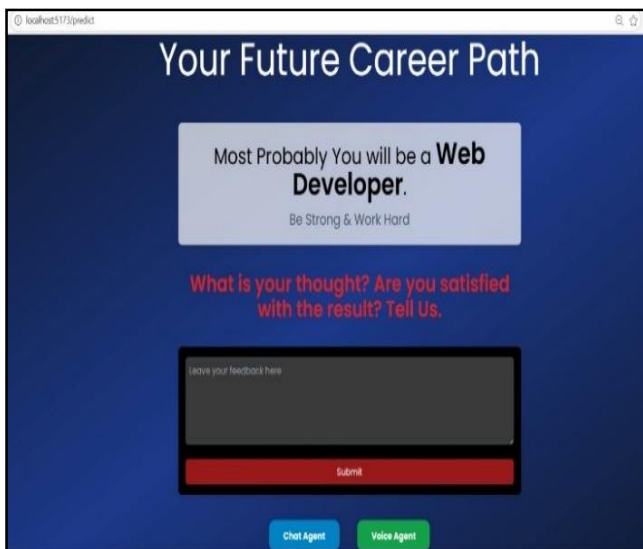 localhost:5173/predict
Your Future Career Path
Most Probably You will be a Web
Developer.
Be Strong & Work Hard
What is your thought? Are you satisfied
with the result? Tell Us.
Leave your feedback here
Submit
Chat Agent Voice Agent